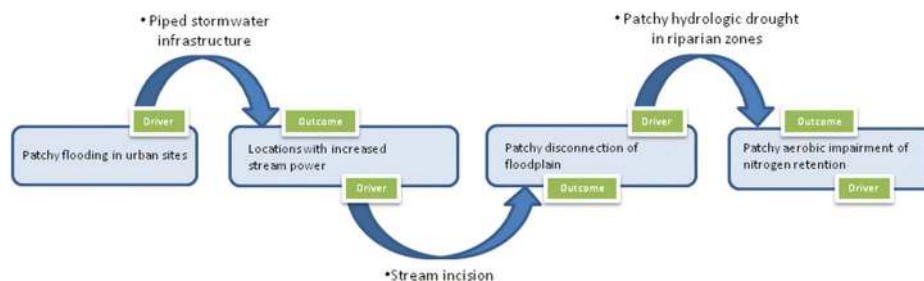 •Piped stormwater
infrastructure
•Patchy hydrologic drought
in riparian zones
Driver
Outcome
Driver
Outcome
Patchy flooding in urban sites
Locations with increased
stream power
Patchy disconnection of
floodplain
Patchy aerobic impairment of
nitrogen retention
Driver
Outcome
Driver
•Stream incision